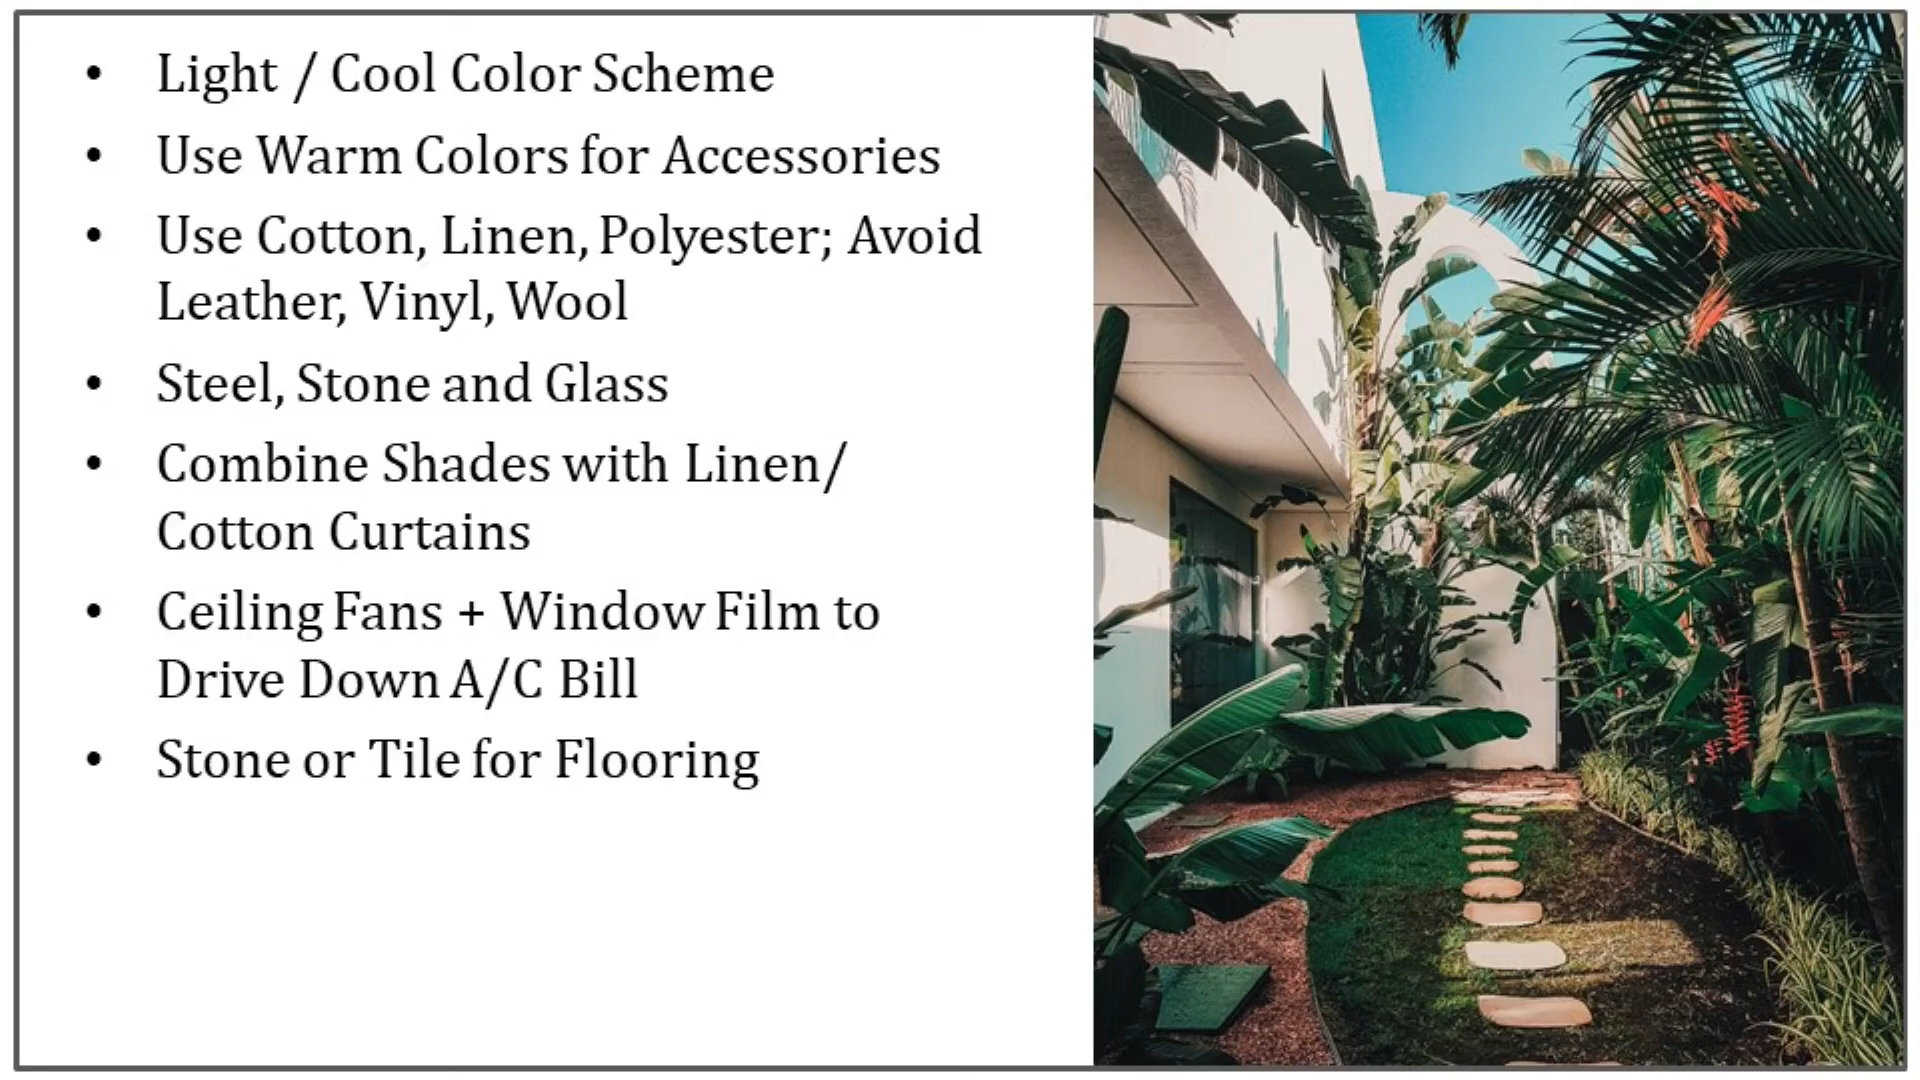 • Light / Cool Color Scheme
• Use Warm Colors for Accessories
• Use Cotton, Linen, Polyester; Avoid
Leather, Vinyl, Wool
• Steel, Stone and Glass
• Combine Shades with Linen/
Cotton Curtains
• Ceiling Fans + Window Film to
Drive Down A/C Bill
• Stone or Tile for Flooring